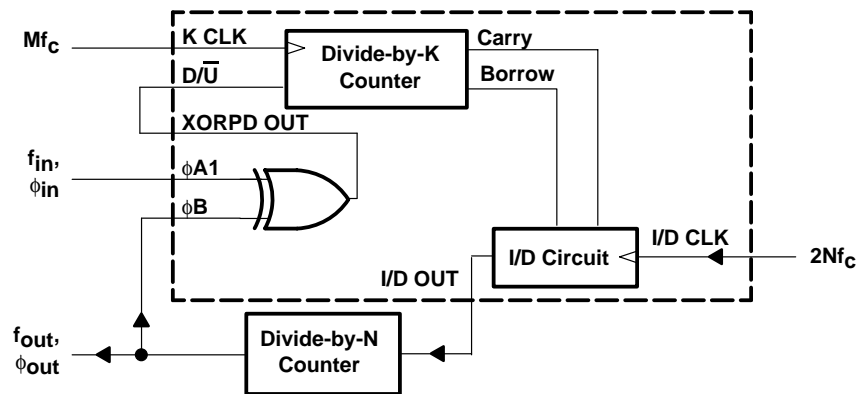 Mfc
K CLK
Divide-by-K
Counter
Carry
Borrow
D/U̅
XORPD OUT
fin,
ϕin
ϕA1
ϕB
I/D Circuit
I/D CLK
2Nfc
I/D OUT
fout,
ϕout
Divide-by-N
Counter